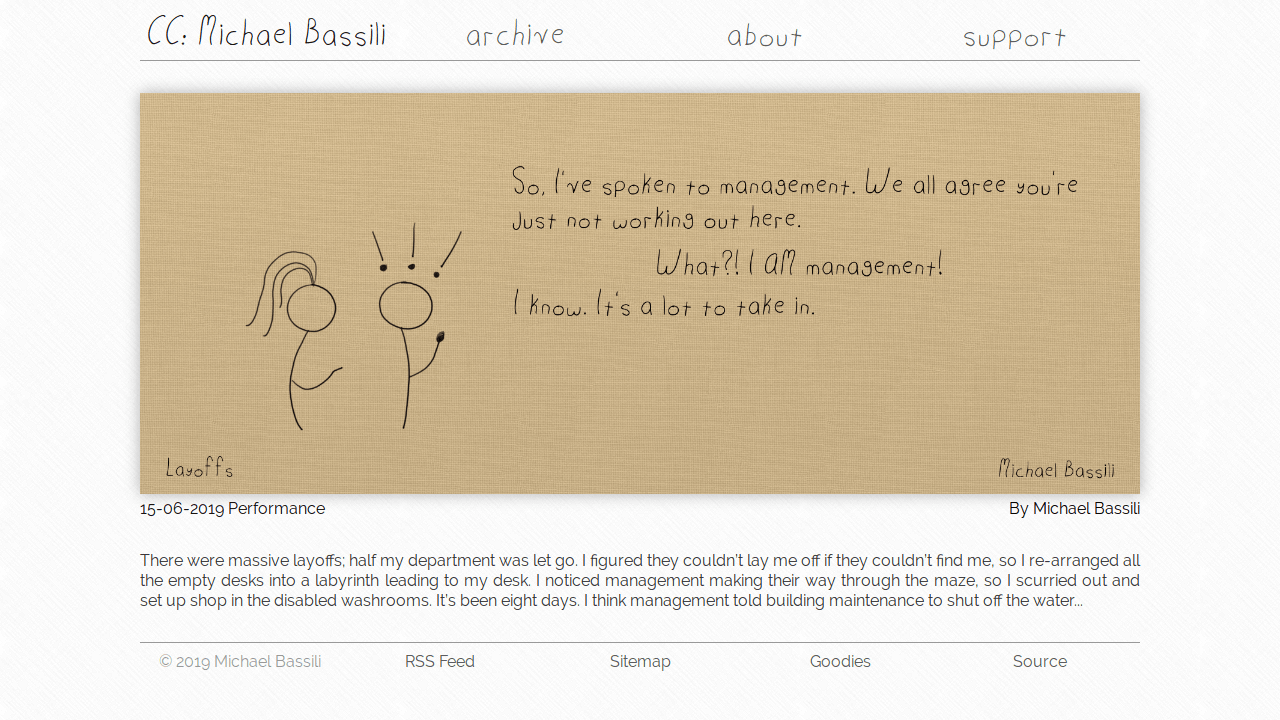 CC: Michael Bassili archive about support
So, I've spoken to management. We all agree you're
Just not working out here.
What?! I AM management!
I know. It's a lot to take in.
Layoffs
Michael Bassili
15-06-2019 Performance
By Michael Bassili
There were massive layoffs; half my department was let go. I figured they couldn't lay me off if they couldn't find me, so I re-arranged all
the empty desks into a labyrinth leading to my desk. I noticed management making their way through the maze, so I scurried out and
set up shop in the disabled washrooms. It's been eight days. I think management told building maintenance to shut off the water...
© 2019 Michael Bassili RSS Feed Sitemap Goodies Source